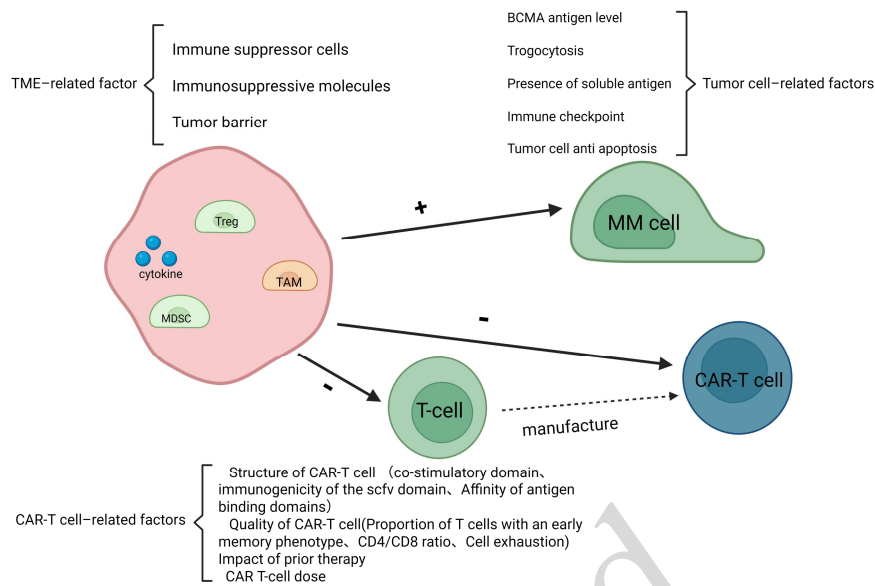 TME–related factor
Immune suppressor cells
Immunosuppressive molecules
Tumor barrier
BCMA antigen level
Trogocytosis
Presence of soluble antigen
Immune checkpoint
Tumor cell anti apoptosis
Tumor cell–related factors
Treg
cytokine
TAM
MDSC
+
MM cell
-
CAR-T cell
-
T-cell
manufacture
CAR-T cell–related factors
Structure of CAR-T cell （co-stimulatory domain、
immunogenicity of the scfv domain、Affinity of antigen
binding domains）
Quality of CAR-T cell(Proportion of T cells with an early
memory phenotype、CD4/CD8 ratio、Cell exhaustion)
Impact of prior therapy
CAR T-cell dose
d